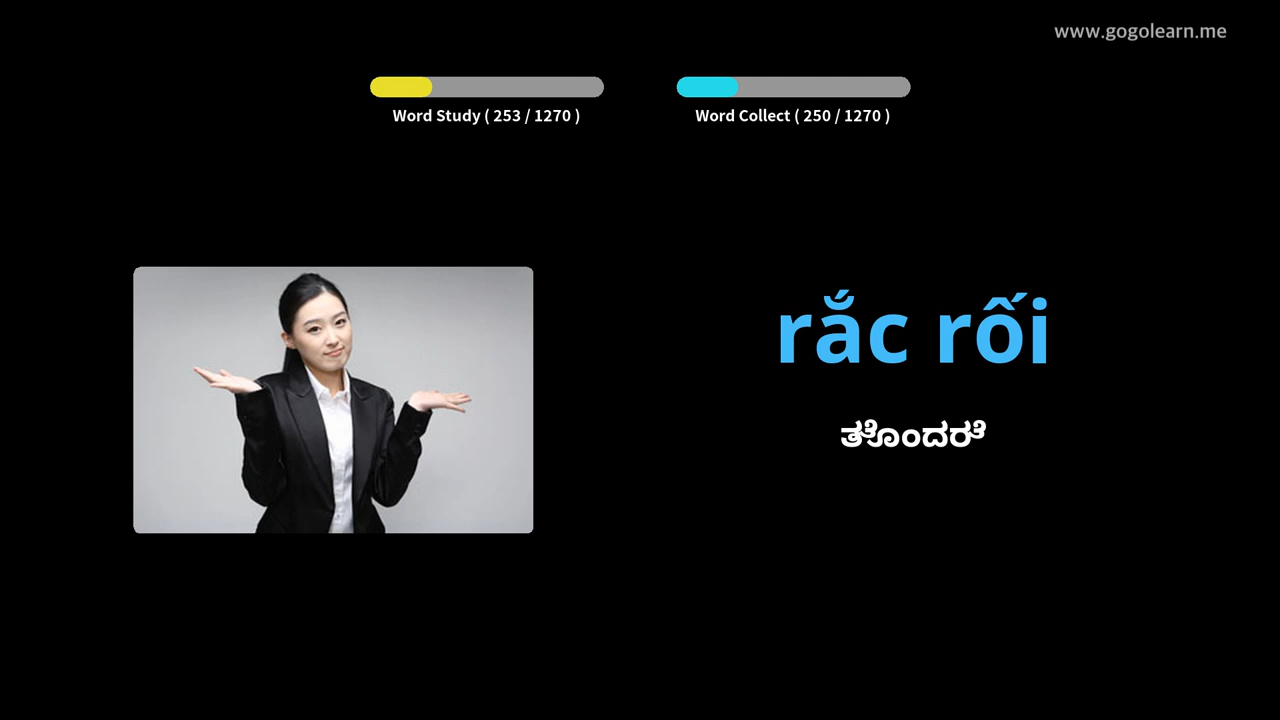 www.gogolearn.me
Word Study ( 253 / 1270 )
Word Collect ( 250 / 1270 )
rắc rối
ತೊಂದರೆ